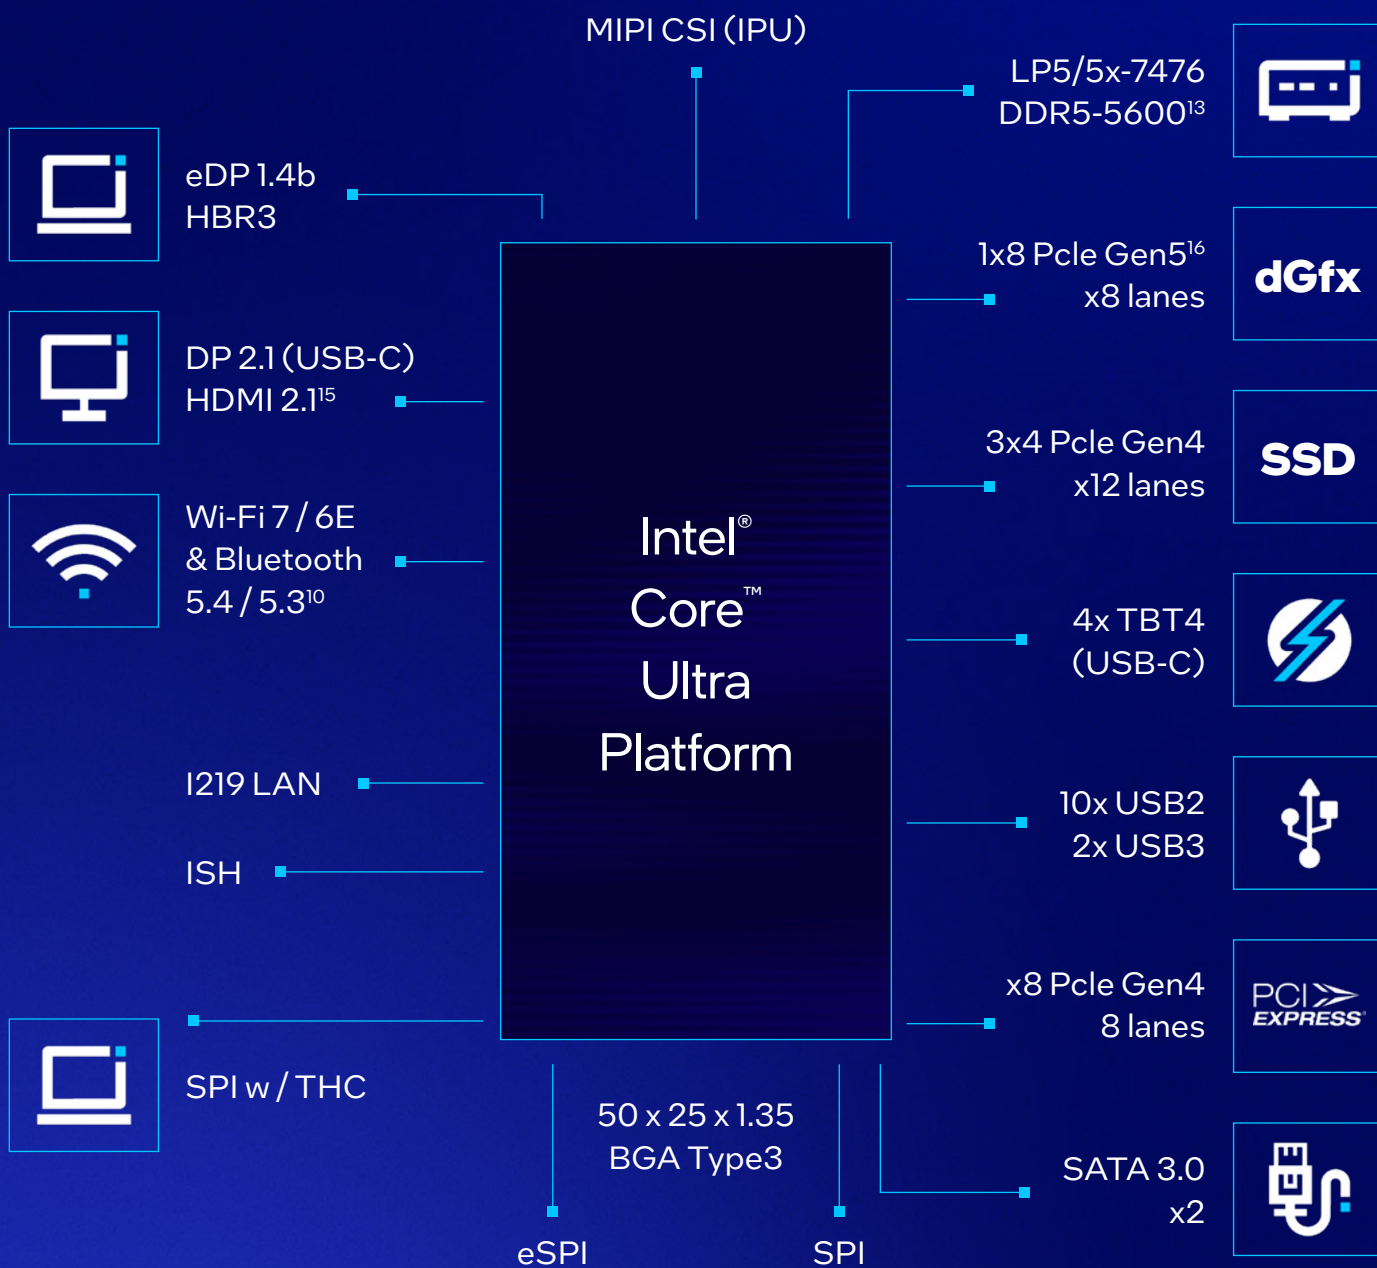 MIPI CSI (IPU)
eDP 1.4b
HBR3
DP 2.1 (USB-C)
HDMI 2.1¹⁵
Wi-Fi 7 / 6E
& Bluetooth
5.4 / 5.3¹⁰
I219 LAN
ISH
SPI w / THC
Intel®
Core™
Ultra
Platform
50 x 25 x 1.35
BGA Type3
eSPI
SPI
LP5/5x-7476
DDR5-5600¹³
1x8 PcIe Gen5¹⁶
x8 lanes
dGfx
3x4 PcIe Gen4
x12 lanes
SSD
4x TBT4
(USB-C)
10x USB2
2x USB3
x8 PcIe Gen4
8 lanes
PCI
EXPRESS®
SATA 3.0
x2